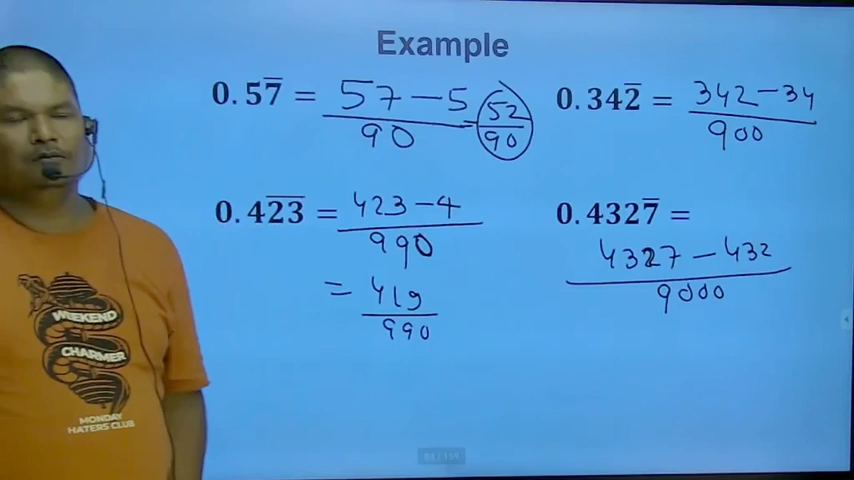 Example
0.57̅ = 57 – 5 / 90 = 52 / 90
0.342̅ = 342 – 34 / 900
0.42̅3̅ = 423 – 4 / 990
= 419 / 990
0.4327̅ =
4327 – 432 / 9000
WEEKEND
CHARMER
MONDAY
HATERS CLUB